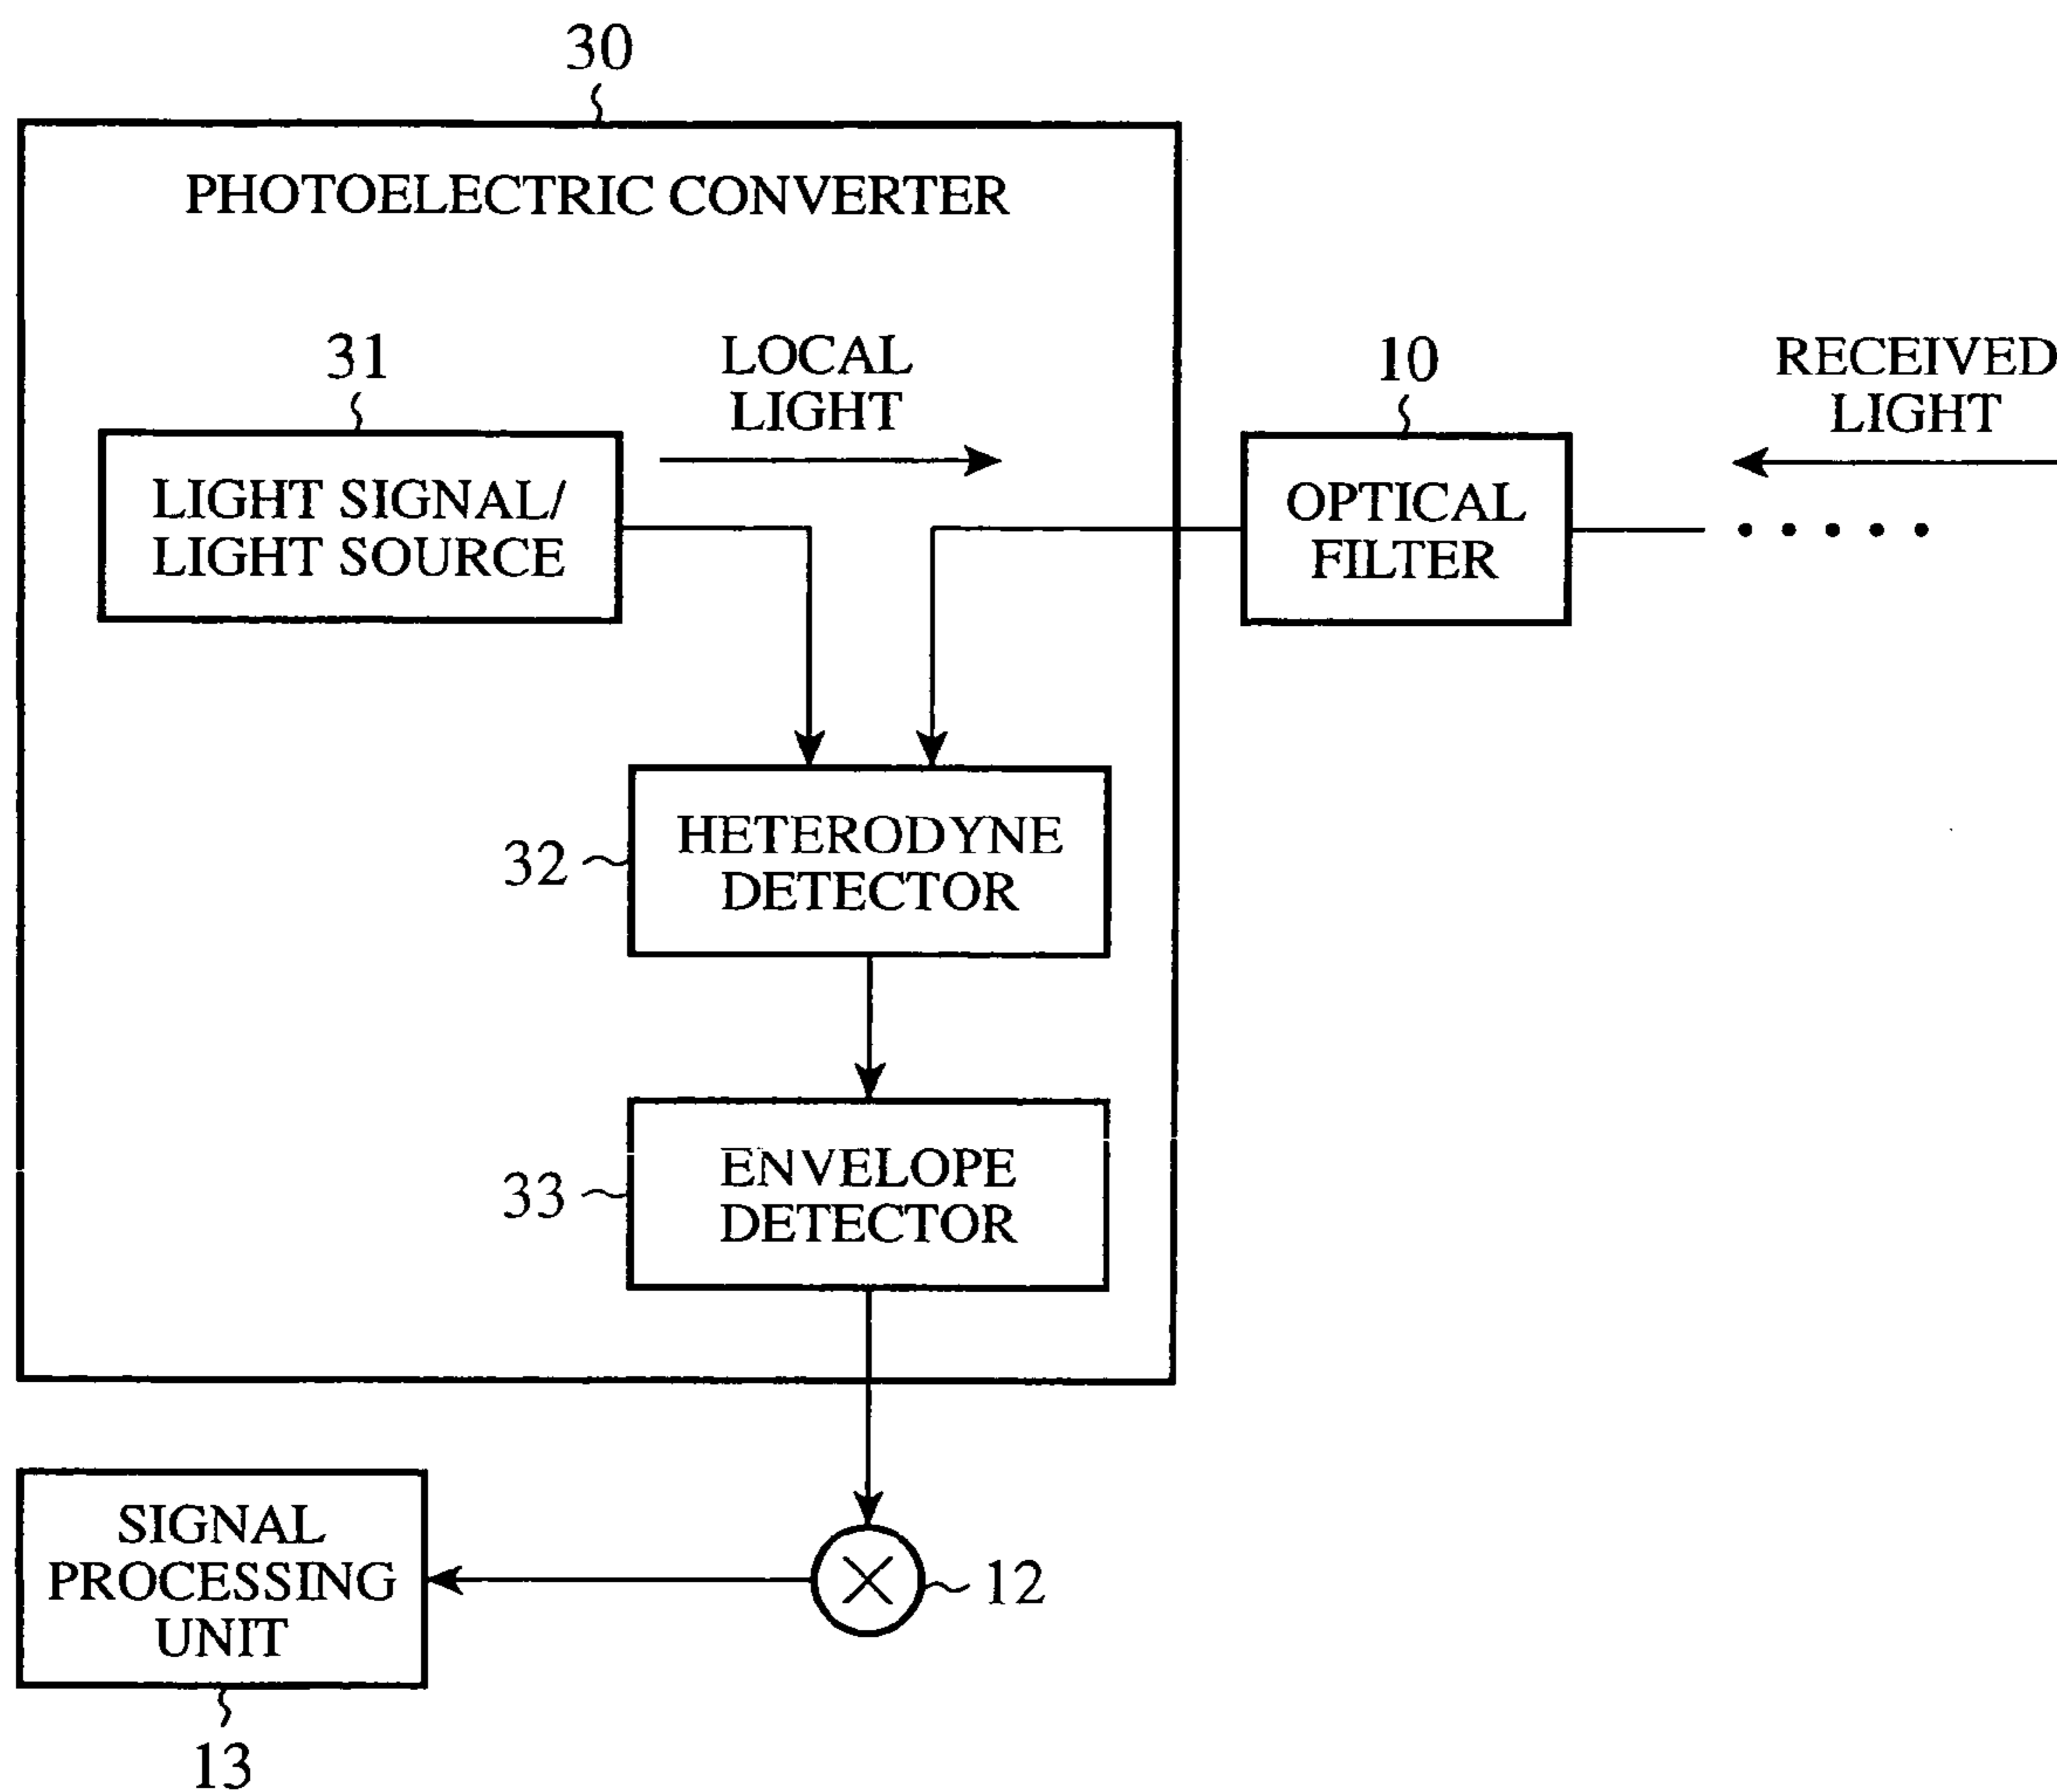 30
PHOTOELECTRIC CONVERTER
31
LOCAL
LIGHT
10
RECEIVED
LIGHT
LIGHT SIGNAL/
LIGHT SOURCE
OPTICAL
FILTER
32
HETERODYNE
DETECTOR
33
ENVELOPE
DETECTOR
SIGNAL
PROCESSING
UNIT
12
13